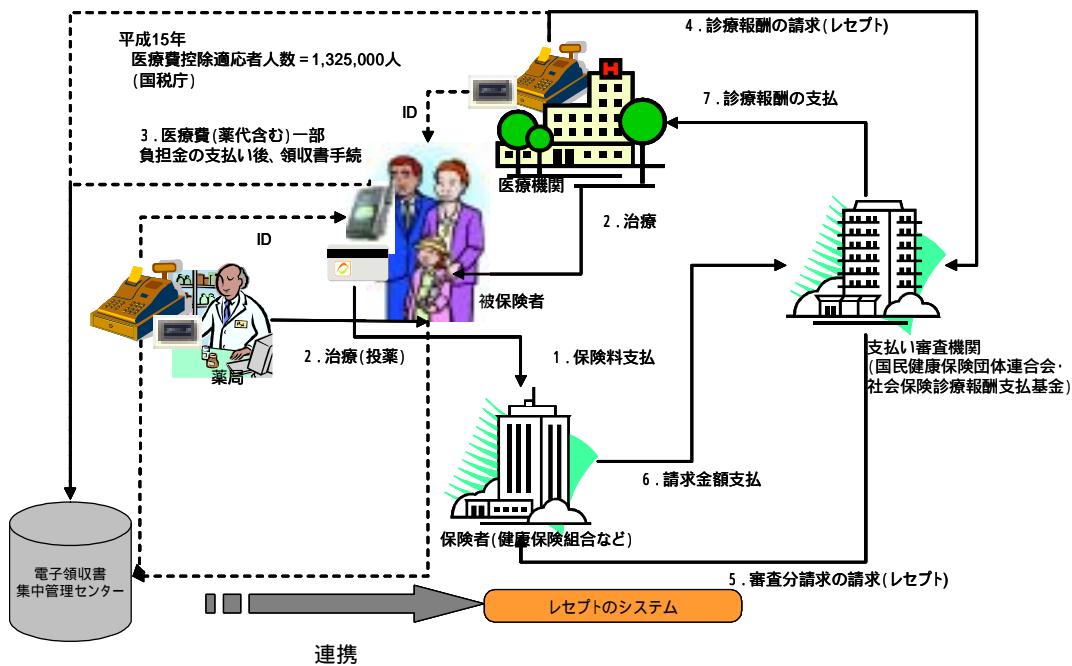 4．診療報酬の請求(レセプト)
平成15年
医療費控除適応者人数＝1,325,000人
(国税庁)
H
7．診療報酬の支払
ID
3．医療費(薬代含む)一部
負担金の支払い後、領収書手続
医療機関
2．治療
ID
被保険者
2．治療(投薬)
薬局
1．保険料支払
支払い審査機関
(国民健康保険団体連合会・
社会保険診療報酬支払基金)
6．請求金額支払
保険者(健康保険組合など)
電子領収書
集中管理センター
5．審査分請求の請求(レセプト)
レセプトのシステム
連携